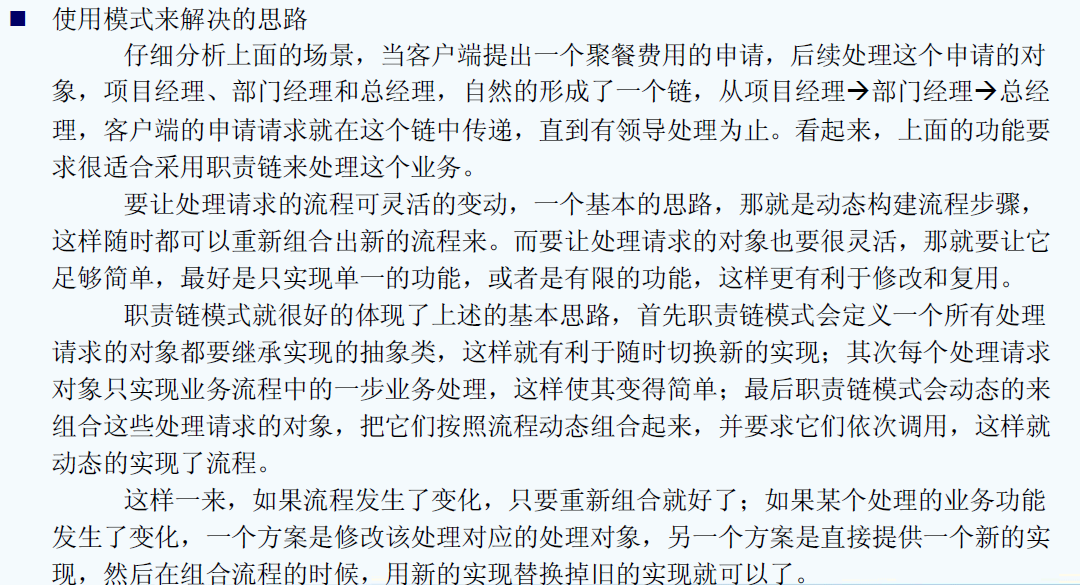 ■ 使用模式来解决的思路
仔细分析上面的场景，当客户端提出一个聚餐费用的申请，后续处理这个申请的对
象，项目经理、部门经理和总经理，自然的形成了一个链，从项目经理→部门经理→总经
理，客户端的申请请求就在这个链中传递，直到有领导处理为止。看起来，上面的功能要
求很适合采用职责链来处理这个业务。
要让处理请求的流程可灵活的变动，一个基本的思路，那就是动态构建流程步骤，
这样随时都可以重新组合出新的流程来。而要让处理请求的对象也要很灵活，那就要让它
足够简单，最好是只实现单一的功能，或者是有限的功能，这样更有利于修改和复用。
职责链模式就很好的体现了上述的基本思路，首先职责链模式会定义一个所有处理
请求的对象都要继承实现的抽象类，这样就有利于随时切换新的实现；其次每个处理请求
对象只实现业务流程中的一步业务处理，这样使其变得简单；最后职责链模式会动态的来
组合这些处理请求的对象，把它们按照流程动态组合起来，并要求它们依次调用，这样就
动态的实现了流程。
这样一来，如果流程发生了变化，只要重新组合就好了；如果某个处理的业务功能
发生了变化，一个方案是修改该处理对应的处理对象，另一个方案是直接提供一个新的实
现，然后在组合流程的时候，用新的实现替换掉旧的实现就可以了。